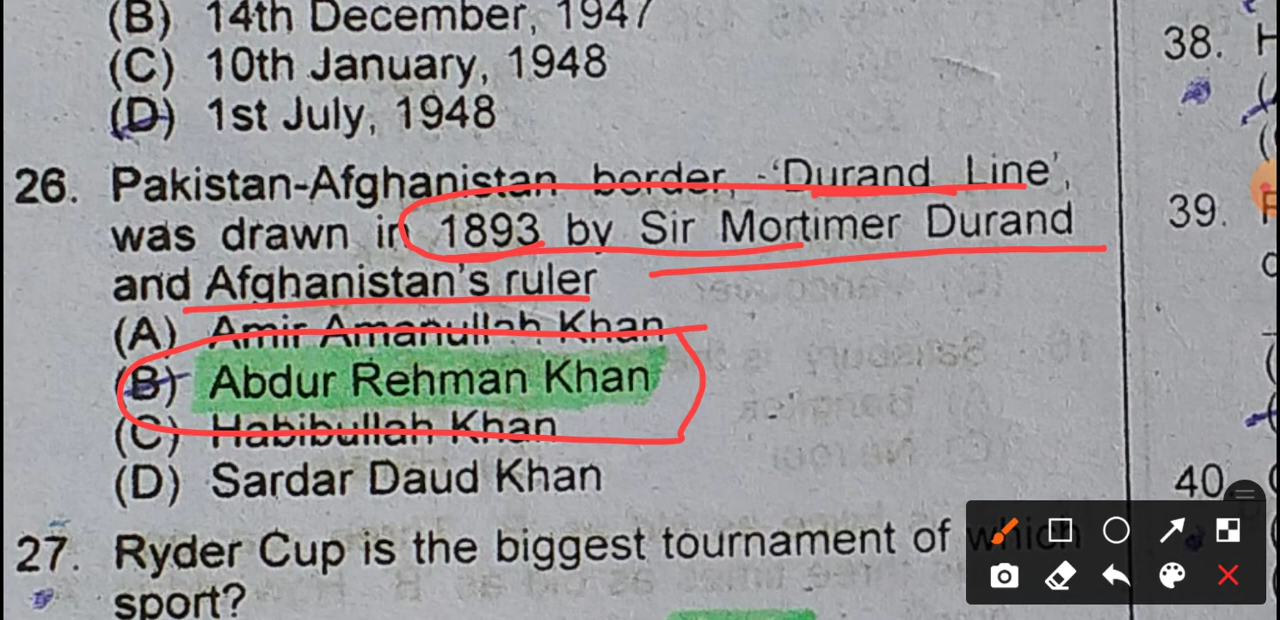 (B) 14th December, 1947
(C) 10th January, 1948
(D) 1st July, 1948
26. Pakistan-Afghanistan border, 'Durand Line',
was drawn in 1893 by Sir Mortimer Durand
and Afghanistan's ruler
(A) Amir Amanullah Khan
(B) Abdur Rehman Khan
(C) Habibullah Khan
(D) Sardar Daud Khan
27. Ryder Cup is the biggest tournament of which
sport?
38.
39.
40